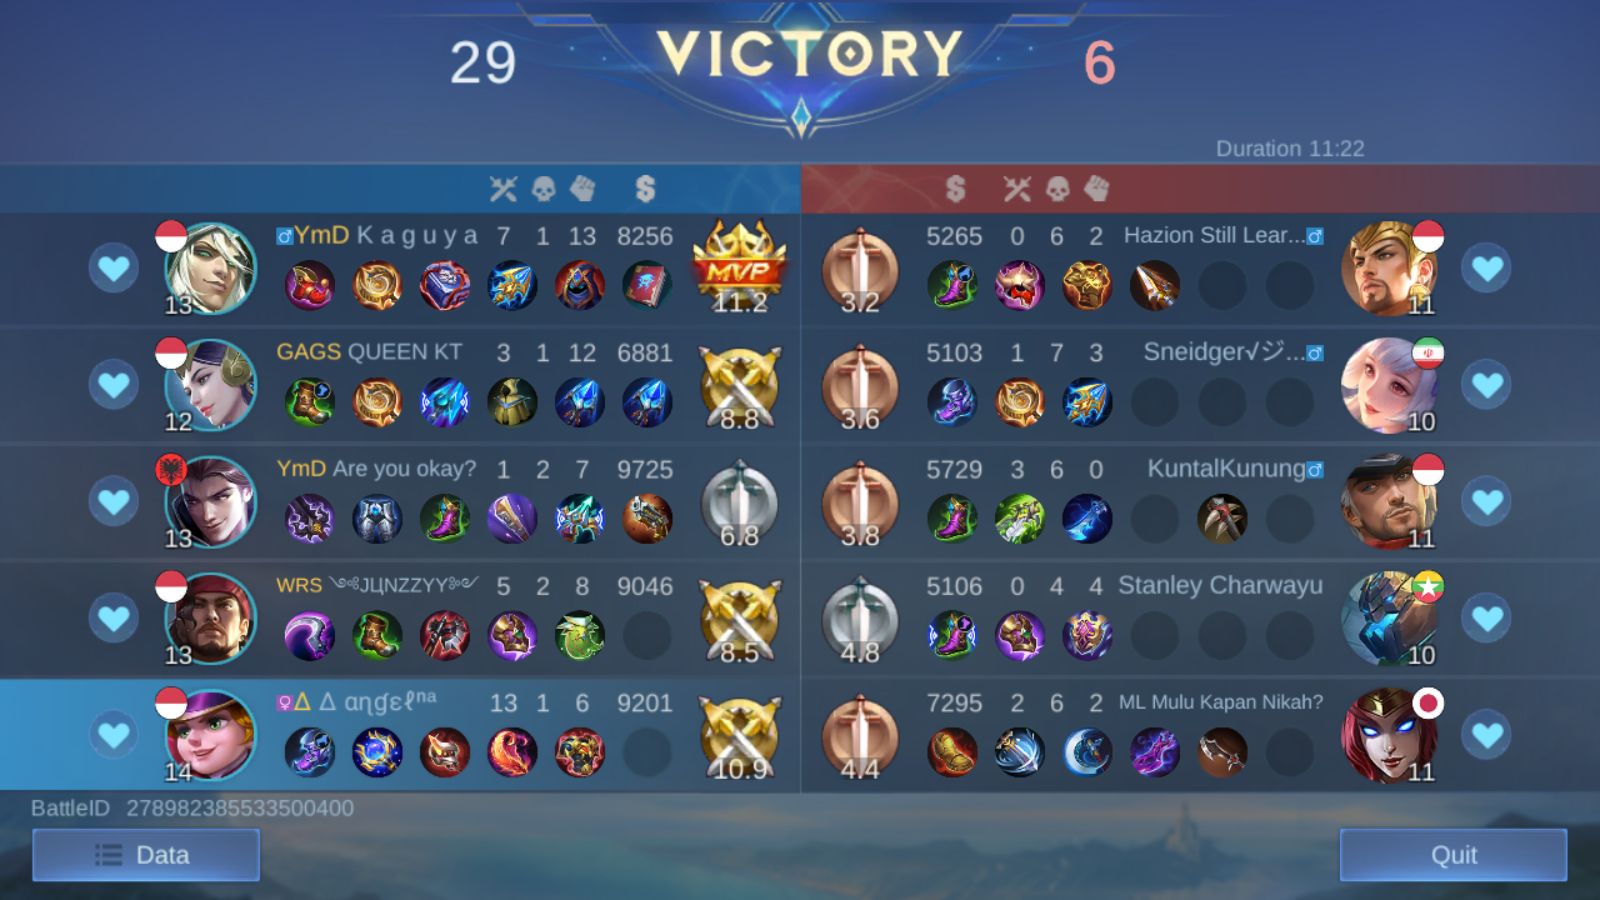 29 VICTORY 6
Duration 11:22
YmD K a g u y a 7 1 13 8256 MVP 11.2 13
3.2 5265 0 6 2 Hazion Still Lear... 11
GAGS QUEEN KT 3 1 12 6881 8.8 12
3.6 5103 1 7 3 Sneidger√ジ... 10
YmD Are you okay? 1 2 7 9725 6.8 13
3.8 5729 3 6 0 KuntalKunung 11
WRS ༺JЦNZZYY༻ 5 2 8 9046 8.5 13
4.8 5106 0 4 4 Stanley Charwayu 10
Δ Δ αηɠεℓⁿᵃ 13 1 6 9201 10.9 14
4.4 7295 2 6 2 ML Mulu Kapan Nikah? 11
BattleID 278982385533500400
Data
Quit